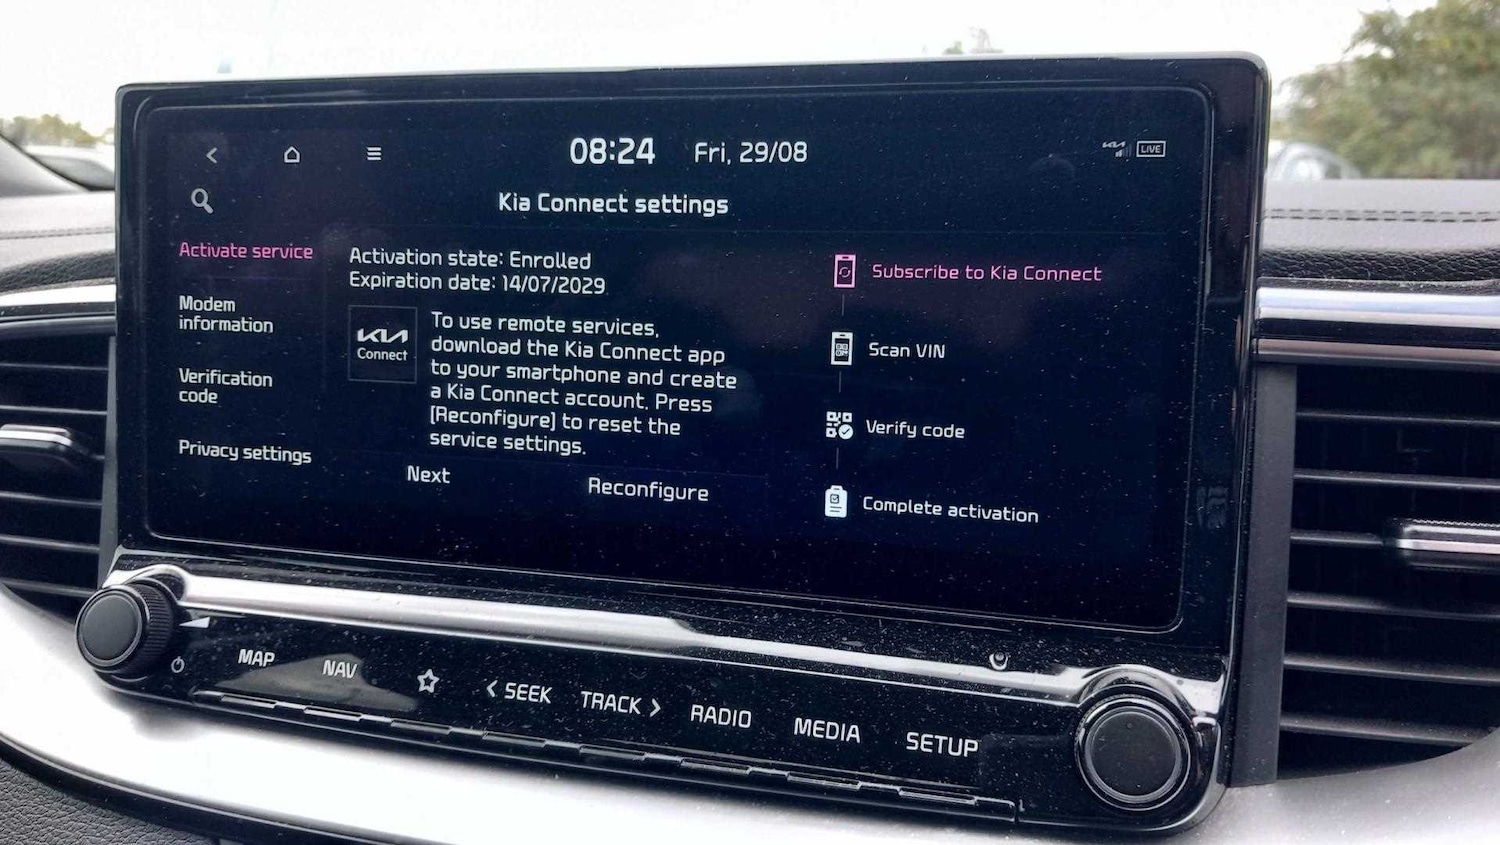 08:24 Fri, 29/08
LIVE
Kia Connect settings
Activate service
Modem
information
Verification
code
Privacy settings
Activation state: Enrolled
Expiration date: 14/07/2029
KIA
Connect
To use remote services,
download the Kia Connect app
to your smartphone and create
a Kia Connect account. Press
[Reconfigure] to reset the
service settings.
Next
Reconfigure
Subscribe to Kia Connect
Scan VIN
Verify code
Complete activation
MAP
NAV
< SEEK
TRACK >
RADIO
MEDIA
SETUP